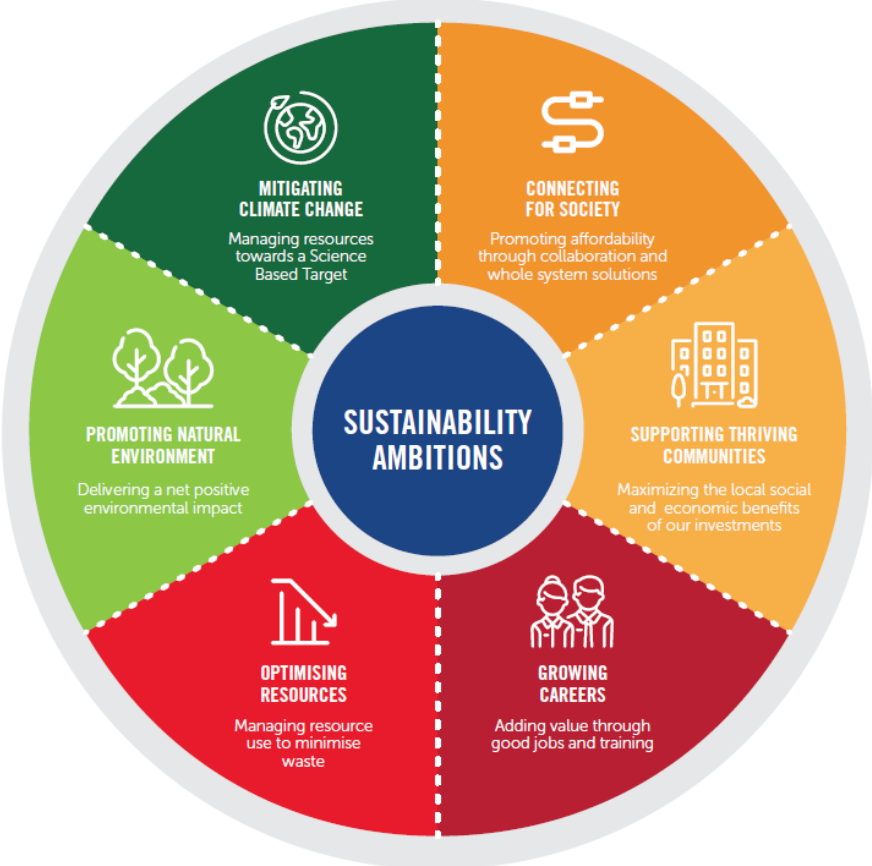 MITIGATING
CLIMATE CHANGE
Managing resources
towards a Science
Based Target
CONNECTING
FOR SOCIETY
Promoting affordability
through collaboration and
whole system solutions
SUPPORTING THRIVING
COMMUNITIES
Maximizing the local social
and economic benefits
of our investments
GROWING
CAREERS
Adding value through
good jobs and training
OPTIMISING
RESOURCES
Managing resource
use to minimise
waste
PROMOTING NATURAL
ENVIRONMENT
Delivering a net positive
environmental impact
SUSTAINABILITY
AMBITIONS